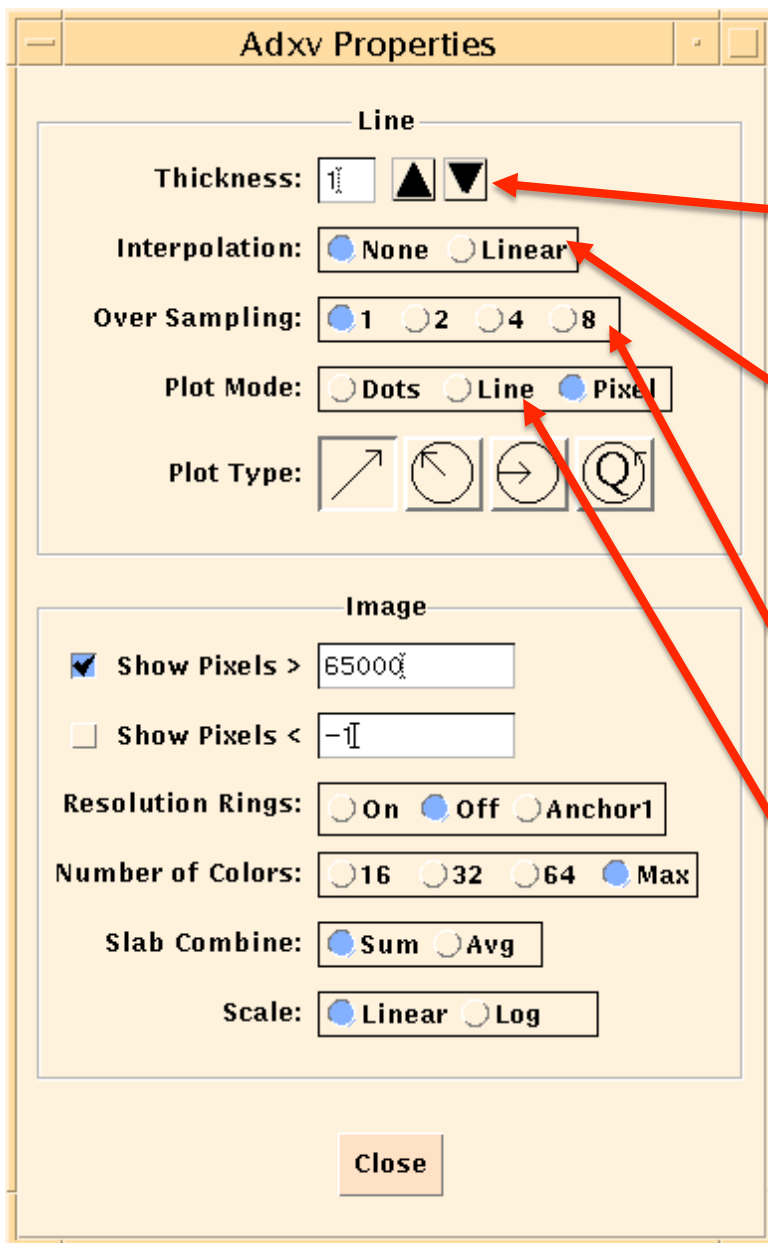 Adxv Properties
Line
Thickness: 1
Interpolation: None Linear
Over Sampling: 1 2 4 8
Plot Mode: Dots Line Pixel
Plot Type: Q
Image
Show Pixels > 65000
Show Pixels < -1
Resolution Rings: On Off Anchor1
Number of Colors: 16 32 64 Max
Slab Combine: Sum Avg
Scale: Linear Log
Close